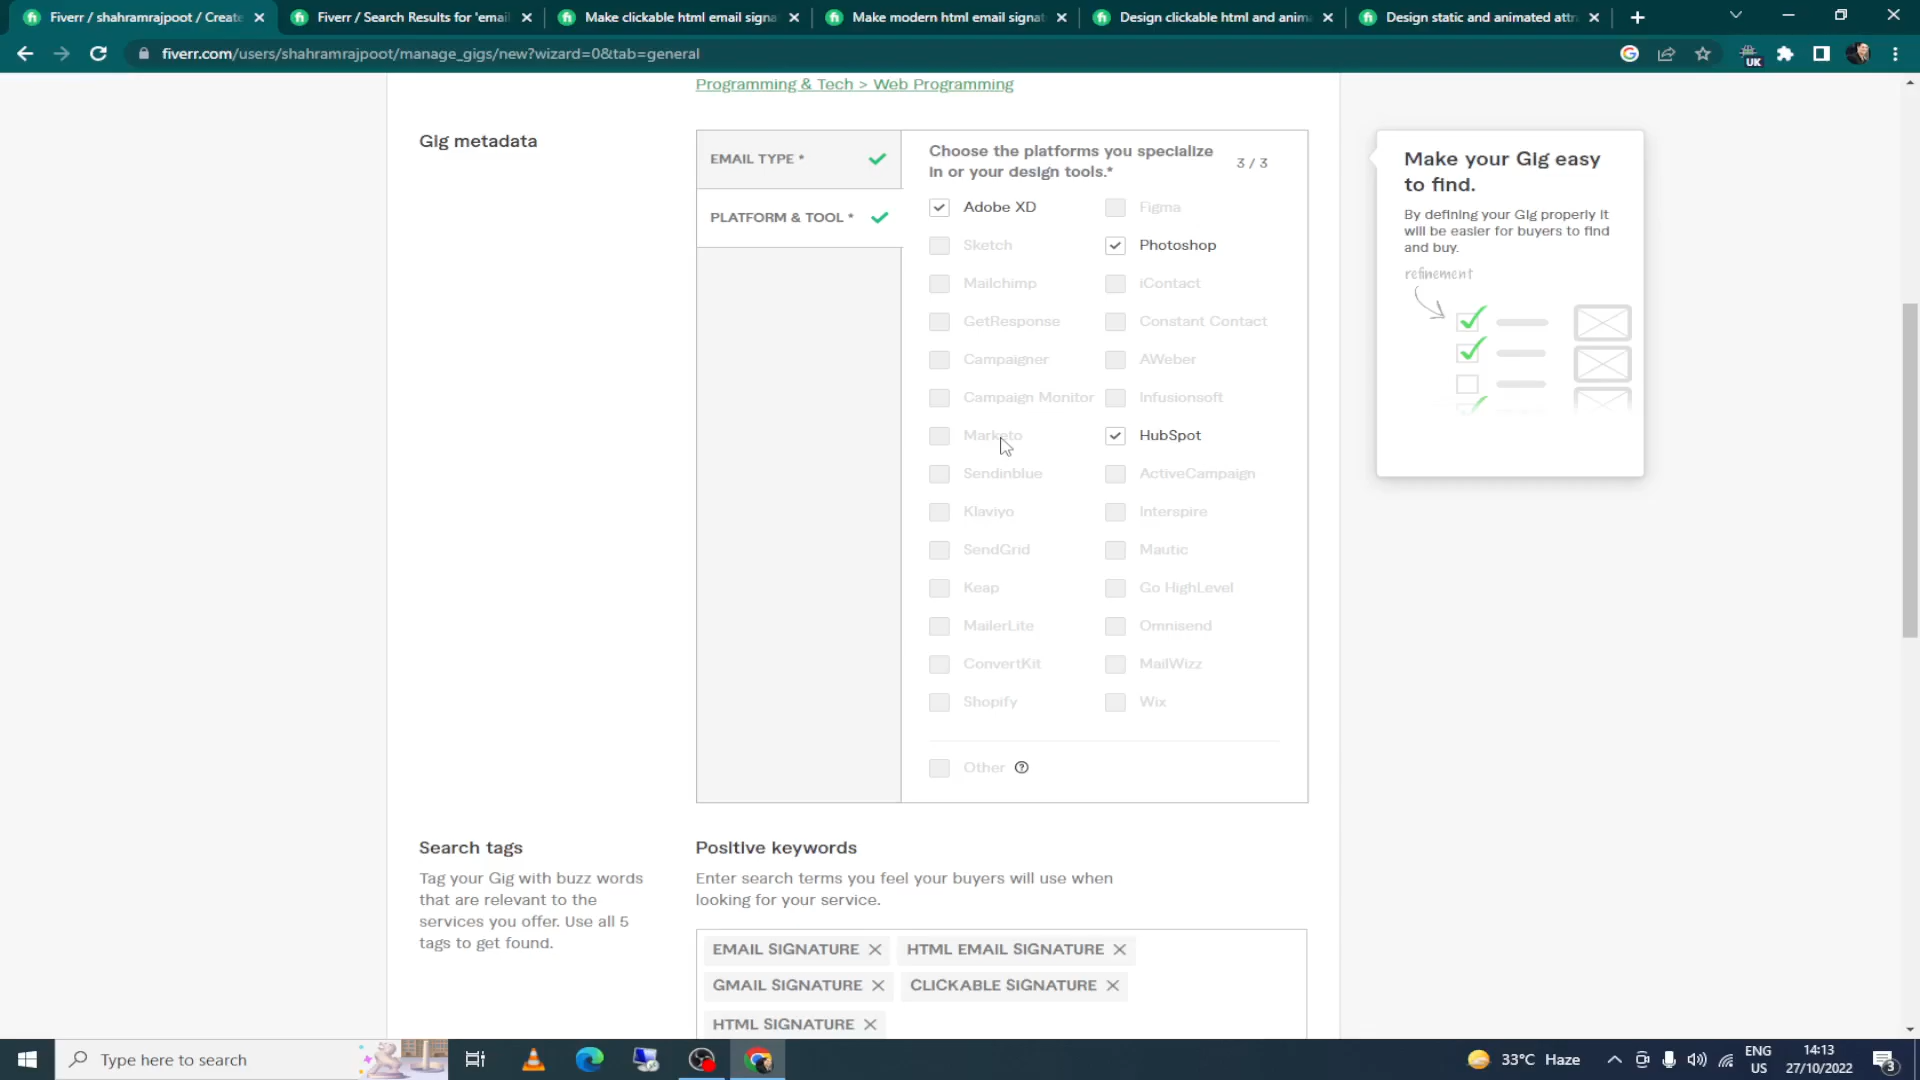 Fiverr / shahramrajpoot / Create
Fiverr / Search Results for 'email
Make clickable html email signa
Make modern html email signat
Design clickable html and anim
Design static and animated attr
fiverr.com/users/shahramrajpoot/manage_gigs/new?wizard=0&tab=general
UK
Programming & Tech > Web Programming
Gig metadata
EMAIL TYPE *
PLATFORM & TOOL *
Choose the platforms you specialize
in or your design tools.*
3 / 3
Adobe XD
Figma
Sketch
Photoshop
Mailchimp
iContact
GetResponse
Constant Contact
Campaigner
AWeber
Campaign Monitor
Infusionsoft
Marketo
HubSpot
Sendinblue
ActiveCampaign
Klaviyo
Interspire
SendGrid
Mautic
Keap
Go HighLevel
MailerLite
Omnisend
ConvertKit
MailWizz
Shopify
Wix
Other
Make your Gig easy
to find.
By defining your Gig properly it
will be easier for buyers to find
and buy.
refinement
Search tags
Tag your Gig with buzz words
that are relevant to the
services you offer. Use all 5
tags to get found.
Positive keywords
Enter search terms you feel your buyers will use when
looking for your service.
EMAIL SIGNATURE
HTML EMAIL SIGNATURE
GMAIL SIGNATURE
CLICKABLE SIGNATURE
HTML SIGNATURE
Type here to search
33°C Haze
ENG
US
14:13
27/10/2022
3